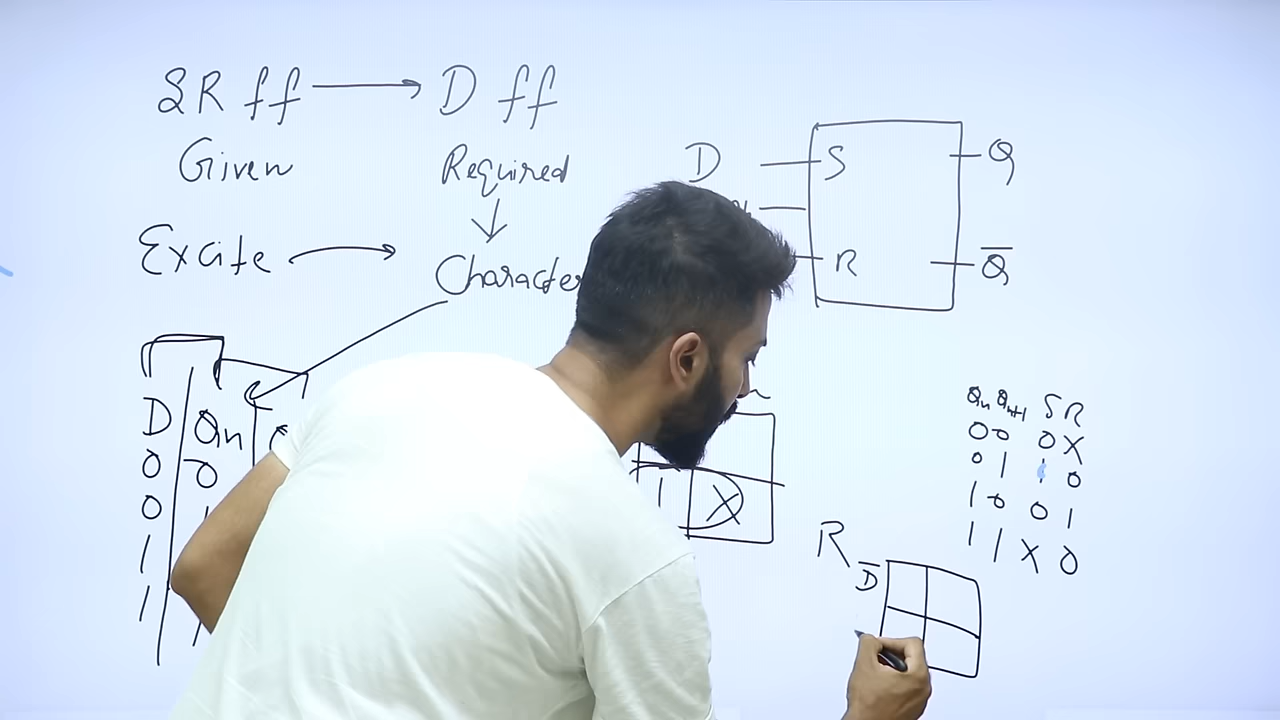 SR ff → D ff
Given Required
Excite → Character
D S Q
R Q̅
D Qn
0 0
0 1
1
1
1 X
R
D̅
Qn Qn+1 S R
0 0 0 X
0 1 1 0
1 0 0 1
1 1 X 0